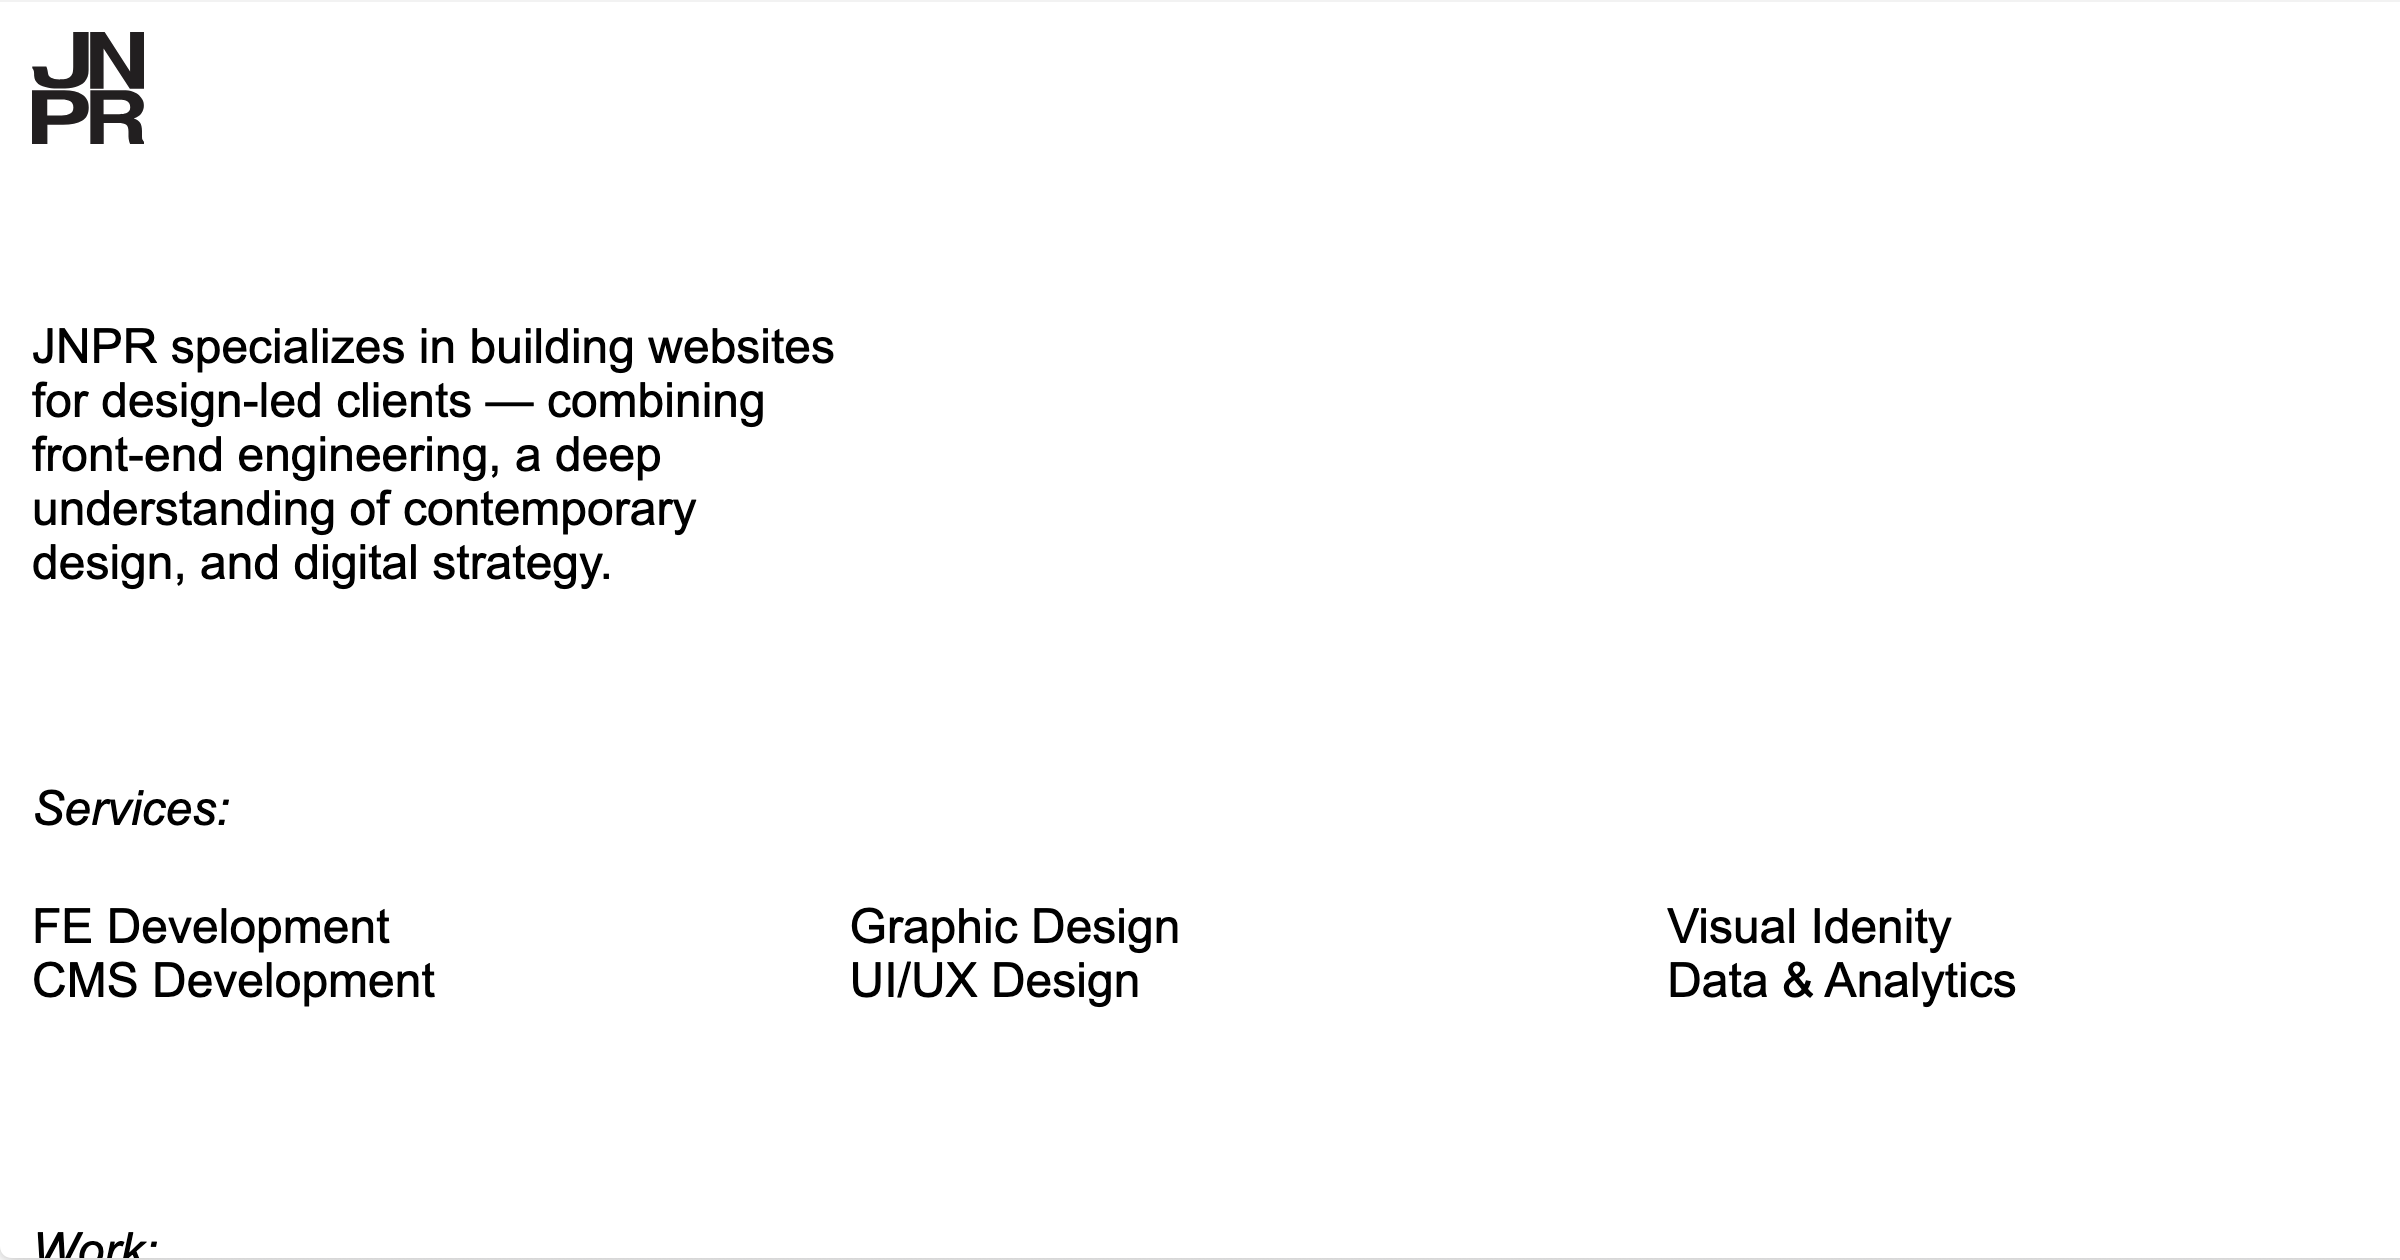 JN
PR
JNPR specializes in building websites
for design-led clients — combining
front-end engineering, a deep
understanding of contemporary
design, and digital strategy.
Services:
FE Development
CMS Development
Graphic Design
UI/UX Design
Visual Idenity
Data & Analytics
Work: